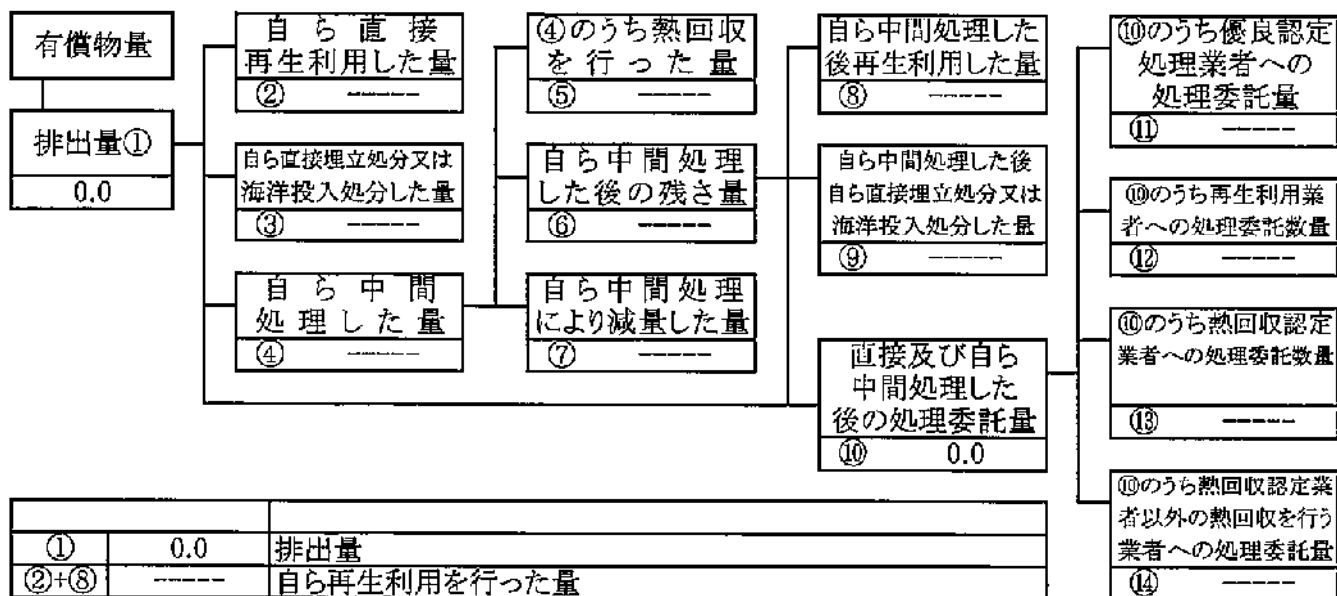 有償物量
排出量①
0.0
自ら直接
再生利用した量
② -----
自ら直接埋立処分又は
海洋投入処分した量
③ -----
自ら中間
処理した量
④ -----
④のうち熱回収
を行った量
⑤ -----
自ら中間処理
した後の残さ量
⑥ -----
自ら中間処理
により減量した量
⑦ -----
自ら中間処理した
後再生利用した量
⑧ -----
自ら中間処理した後
自ら直接埋立処分又は
海洋投入処分した量
⑨ -----
直接及び自ら
中間処理した
後の処理委託量
⑩ 0.0
⑩のうち優良認定
処理業者への
処理委託量
⑪ -----
⑩のうち再生利用業
者への処理委託数量
⑫ -----
⑩のうち熱回収認定
業者への処理委託数量
⑬ -----
⑩のうち熱回収認定業
者以外の熱回収を行う
業者への処理委託量
⑭ -----
① 0.0 排出量
②+⑧ ----- 自ら再生利用を行った量